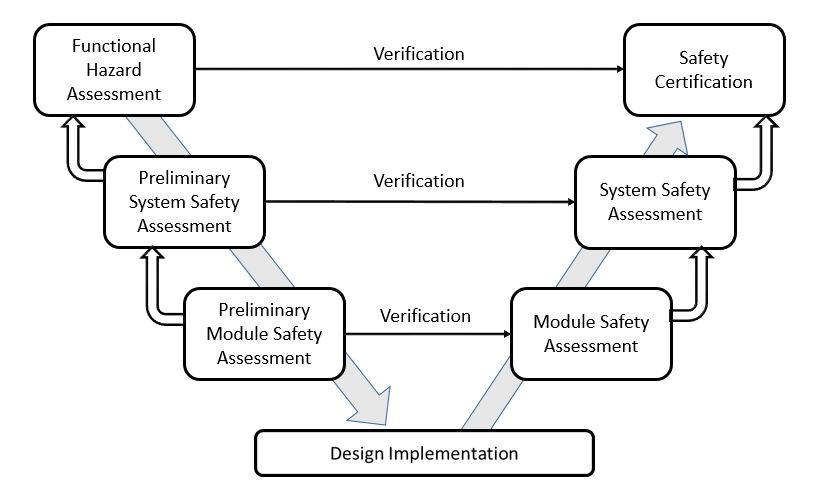 Functional
Hazard
Assessment
Verification
Safety
Certification
Preliminary
System Safety
Assessment
Verification
System Safety
Assessment
Preliminary
Module Safety
Assessment
Verification
Module Safety
Assessment
Design Implementation